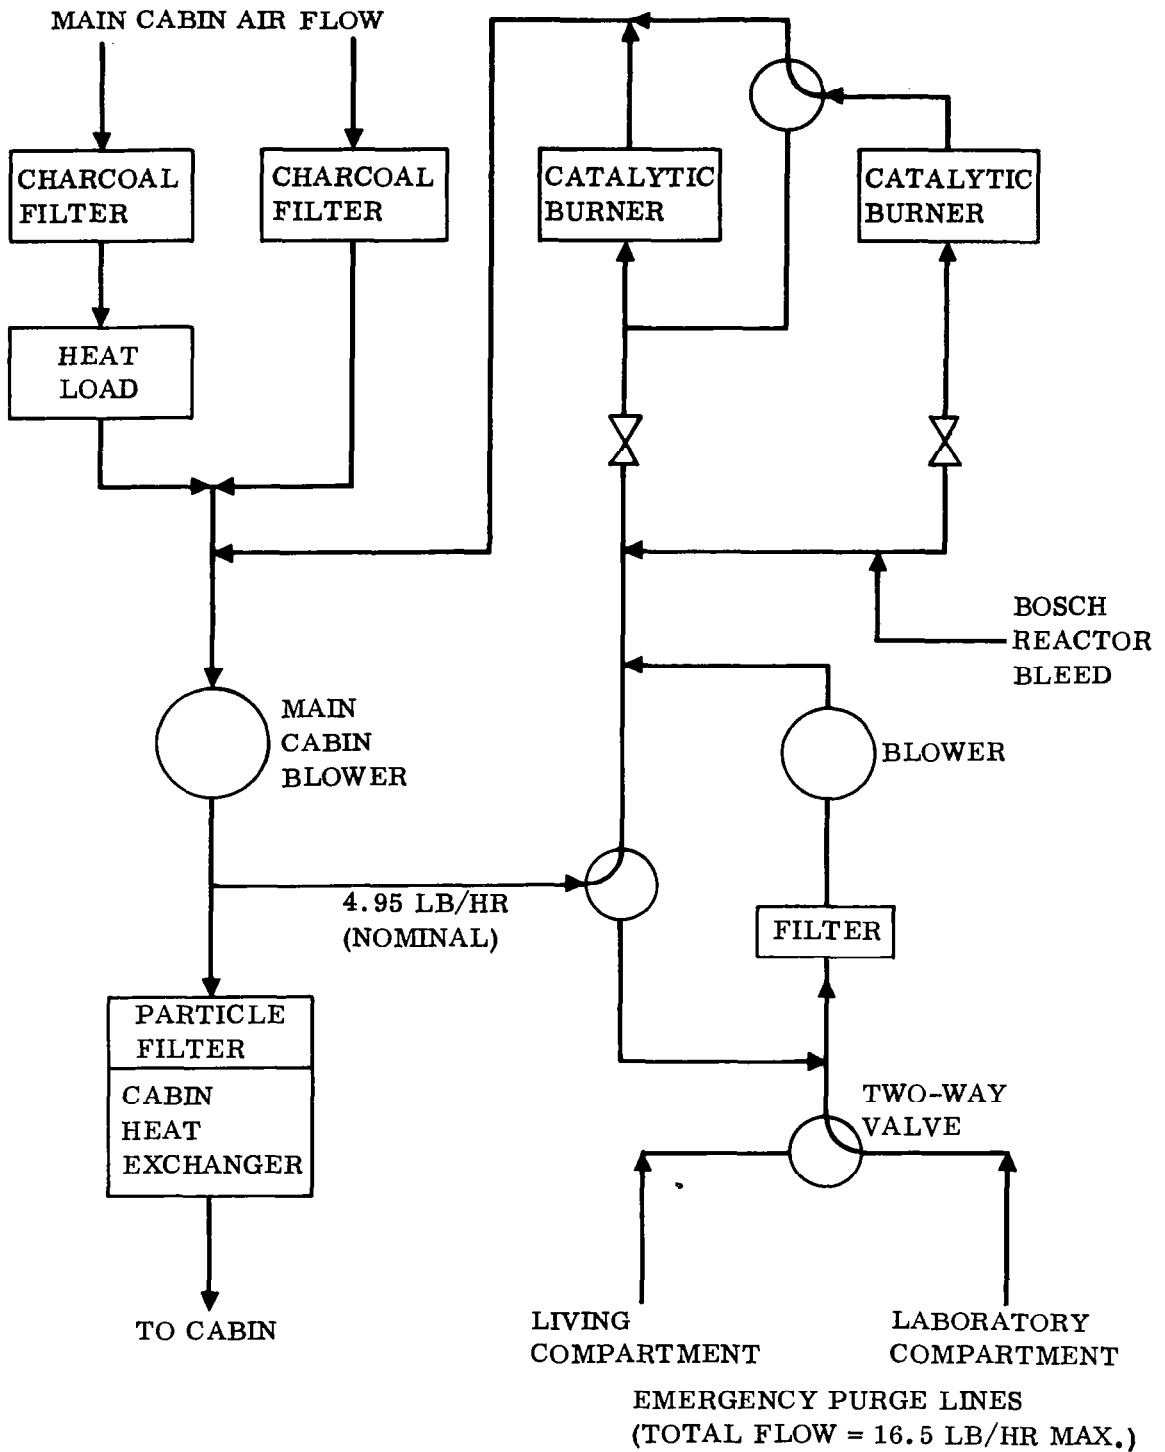 MAIN CABIN AIR FLOW
CHARCOAL
FILTER
CHARCOAL
FILTER
CATALYTIC
BURNER
CATALYTIC
BURNER
HEAT
LOAD
BOSCH
REACTOR
BLEED
MAIN
CABIN
BLOWER
BLOWER
4.95 LB/HR
(NOMINAL)
FILTER
PARTICLE
FILTER
CABIN
HEAT
EXCHANGER
TWO-WAY
VALVE
TO CABIN
LIVING
COMPARTMENT
LABORATORY
COMPARTMENT
EMERGENCY PURGE LINES
(TOTAL FLOW = 16.5 LB/HR MAX.)